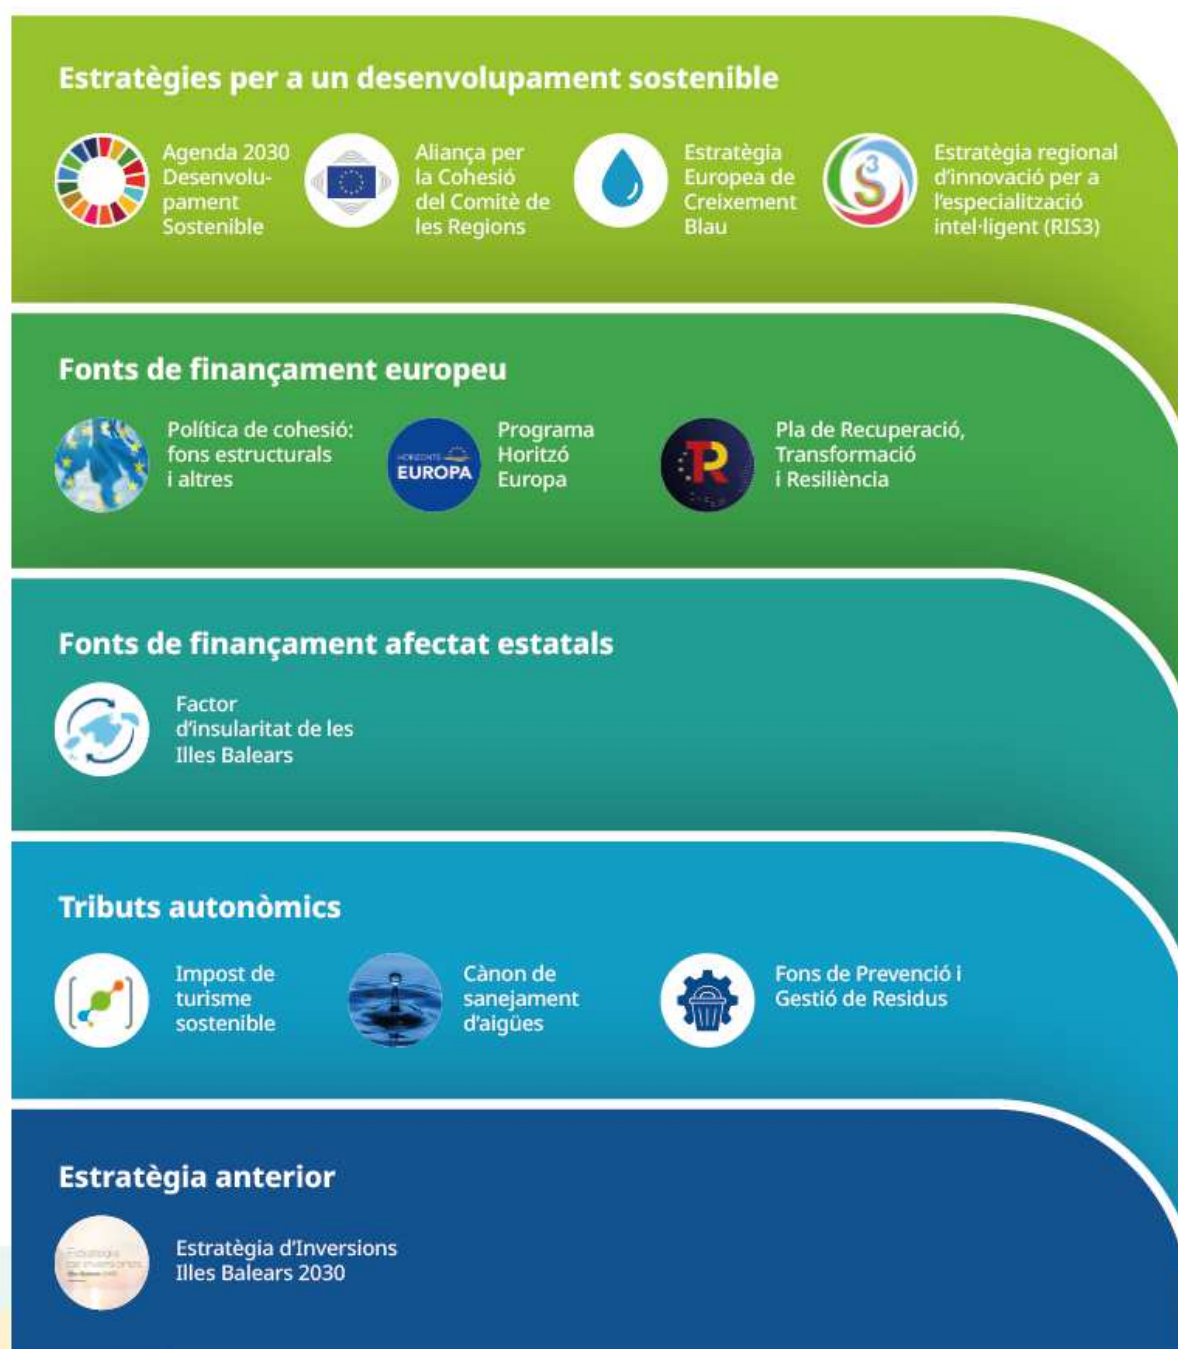 Estratègies per a un desenvolupament sostenible
Agenda 2030
Desenvolu-
pament
Sostenible
Aliança per
la Cohesió
del Comitè de
les Regions
Estratègia
Europea de
Creixement
Blau
S3
Estratègia regional
d'innovació per a
l'especialització
intel·ligent (RIS3)
Fonts de finançament europeu
Política de cohesió:
fons estructurals
i altres
HORIZONTE
EUROPA
Programa
Horitzó
Europa
R
Pla de Recuperació,
Transformació
i Resiliència
Fonts de finançament afectat estatals
Factor
d'insularitat de les
Illes Balears
Tributs autonòmics
Impost de
turisme
sostenible
Cànon de
sanejament
d'aigües
Fons de Prevenció i
Gestió de Residus
Estratègia anterior
Estratègia d'Inversions
Illes Balears 2030